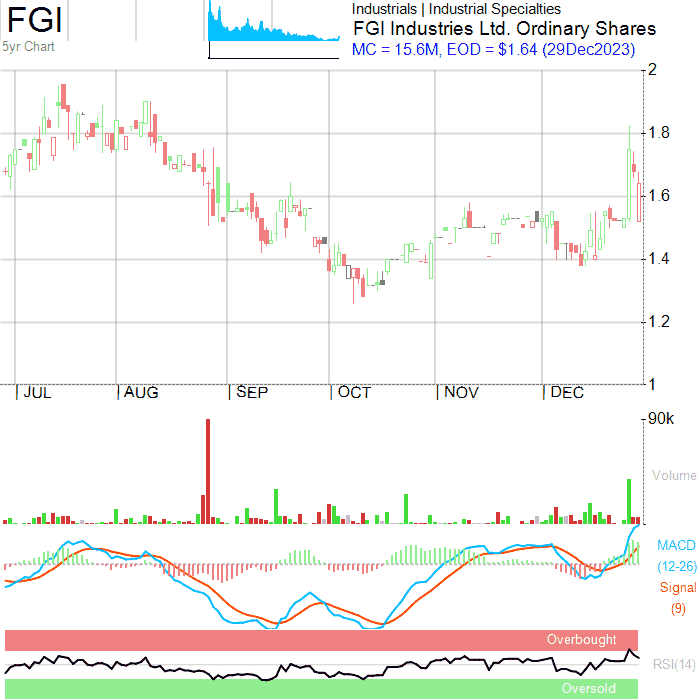 FGI
5yr Chart
Industrials | Industrial Specialties
FGI Industries Ltd. Ordinary Shares
MC = 15.6M, EOD = $1.64 (29Dec2023)
2
1.8
1.6
1.4
1.2
1
JUL AUG SEP OCT NOV DEC
90k
Volume
MACD
(12-26)
Signal
(9)
Overbought
RSI(14)
Oversold